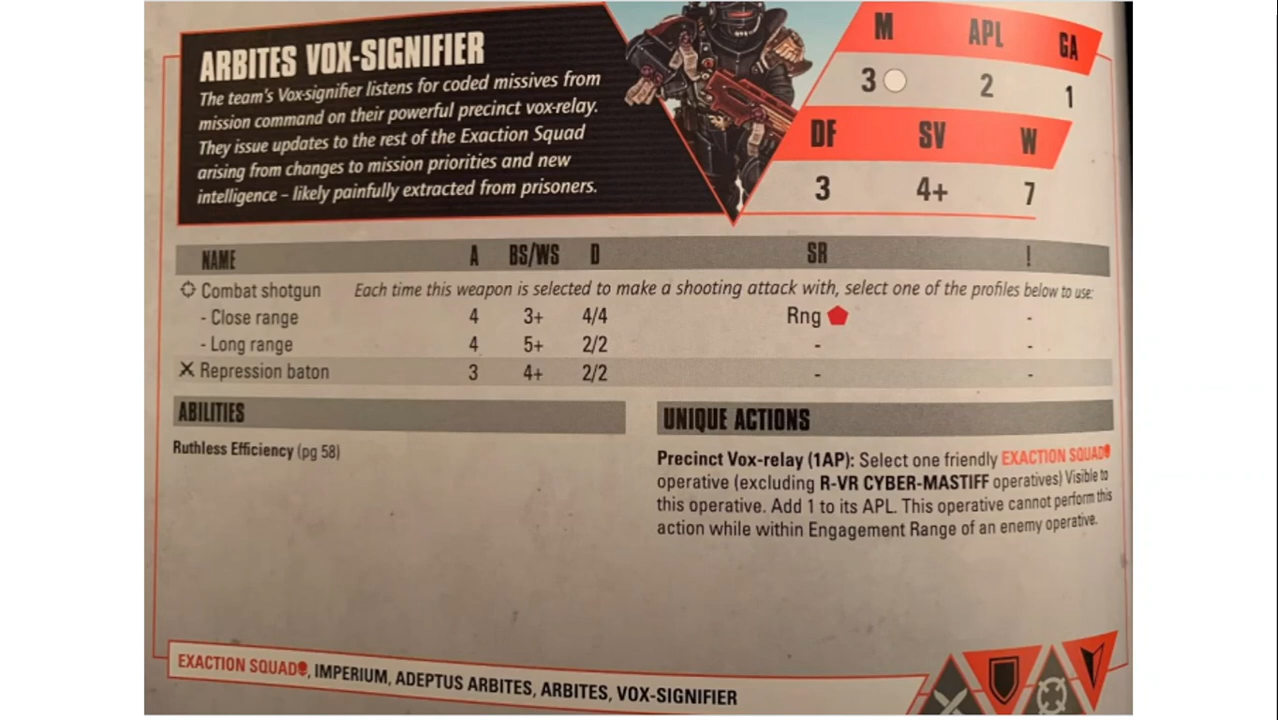 ARBITES VOX-SIGNIFIER
The team's Vox-signifier listens for coded missives from
mission command on their powerful precinct vox-relay.
They issue updates to the rest of the Exaction Squad
arising from changes to mission priorities and new
intelligence – likely painfully extracted from prisoners.
M APL GA
3 2 1
DF SV W
3 4+ 7
NAME A BS/WS D SR !
Combat shotgun Each time this weapon is selected to make a shooting attack with, select one of the profiles below to use:
- Close range 4 3+ 4/4 Rng -
- Long range 4 5+ 2/2 - -
Repression baton 3 4+ 2/2 - -
ABILITIES
Ruthless Efficiency (pg 58)
UNIQUE ACTIONS
Precinct Vox-relay (1AP): Select one friendly EXACTION SQUAD
operative (excluding R-VR CYBER-MASTIFF operatives) Visible to
this operative. Add 1 to its APL. This operative cannot perform this
action while within Engagement Range of an enemy operative.
EXACTION SQUAD, IMPERIUM, ADEPTUS ARBITES, ARBITES, VOX-SIGNIFIER